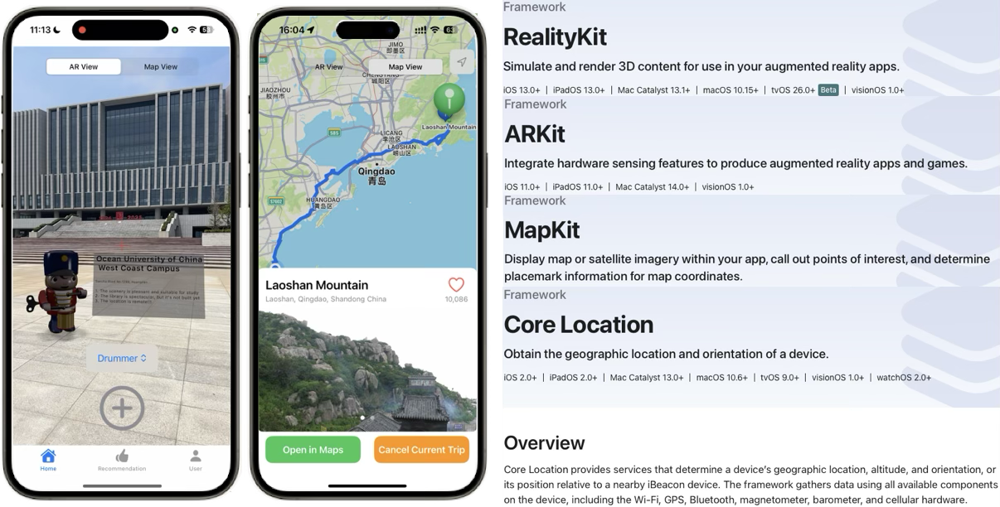 11:13
AR View
Map View
Ocean University of China
West Coast Campus
1. The scenery is pleasant and suitable for study
2. The library is spectacular, but it's not built yet
3. The location is remote
Drummer
Home
Recommendation
User
16:04
63
AR View
Map View
JIMO
即墨区
CHENGYANG
城阳区
JIAOZHOU
胶州市
S85
Laoshan Mountain
LICANG
李沧区
LAOSHAN
崂山区
Qingdao
青岛
HUANGDAO
黄岛区
Laoshan Mountain
Laoshan, Qingdao, Shandong China
10,086
Open in Maps
Cancel Current Trip
Framework
RealityKit
Simulate and render 3D content for use in your augmented reality apps.
iOS 13.0+ | iPadOS 13.0+ | Mac Catalyst 13.1+ | macOS 10.15+ | tvOS 26.0+ Beta | visionOS 1.0+
Framework
ARKit
Integrate hardware sensing features to produce augmented reality apps and games.
iOS 11.0+ | iPadOS 11.0+ | Mac Catalyst 14.0+ | visionOS 1.0+
Framework
MapKit
Display map or satellite imagery within your app, call out points of interest, and determine
placemark information for map coordinates.
Framework
Core Location
Obtain the geographic location and orientation of a device.
iOS 2.0+ | iPadOS 2.0+ | Mac Catalyst 13.0+ | macOS 10.6+ | tvOS 9.0+ | visionOS 1.0+ | watchOS 2.0+
Overview
Core Location provides services that determine a device's geographic location, altitude, and orientation, or
its position relative to a nearby iBeacon device. The framework gathers data using all available components
on the device, including the Wi-Fi, GPS, Bluetooth, magnetometer, barometer, and cellular hardware.